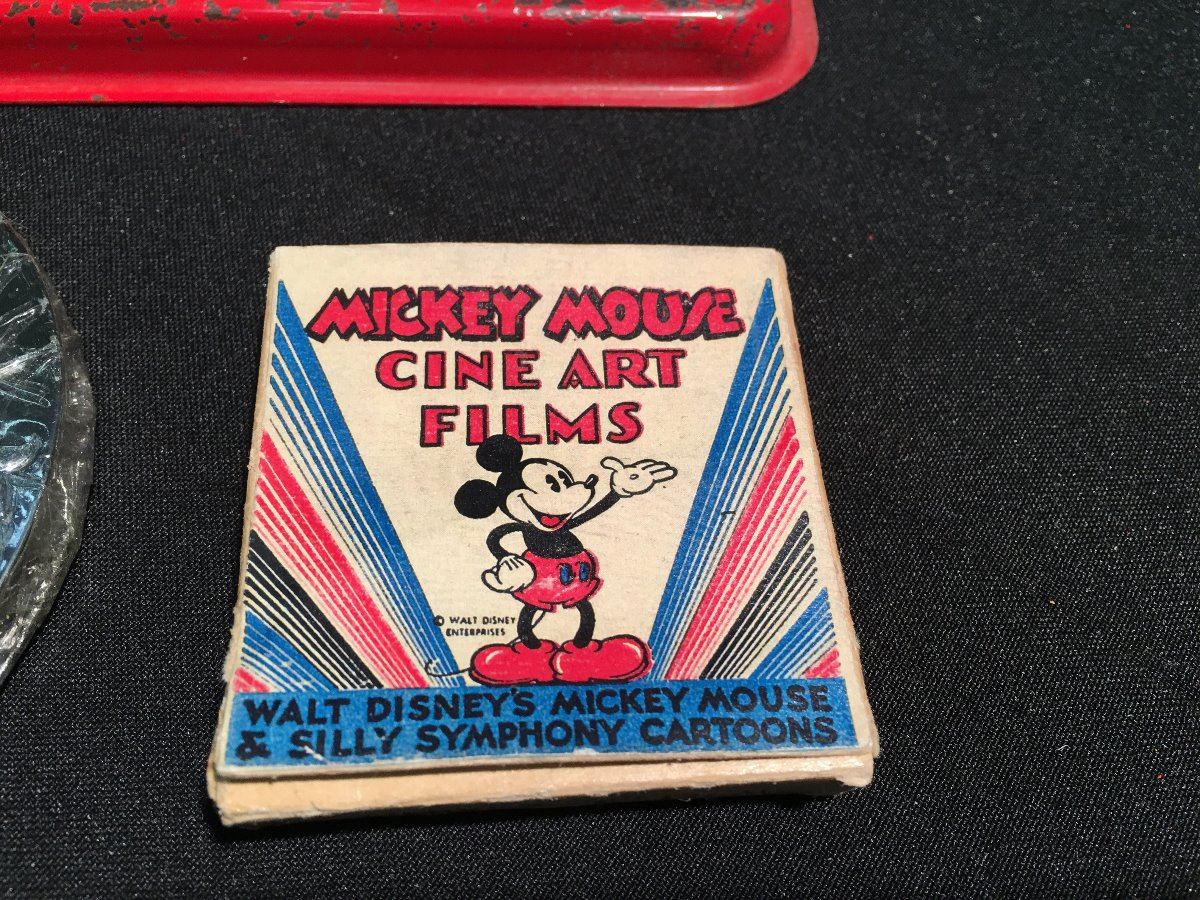 MICKEY MOUSE
CINE ART
FILMS
© WALT DISNEY
ENTERPRISES
WALT DISNEY'S MICKEY MOUSE
& SILLY SYMPHONY CARTOONS